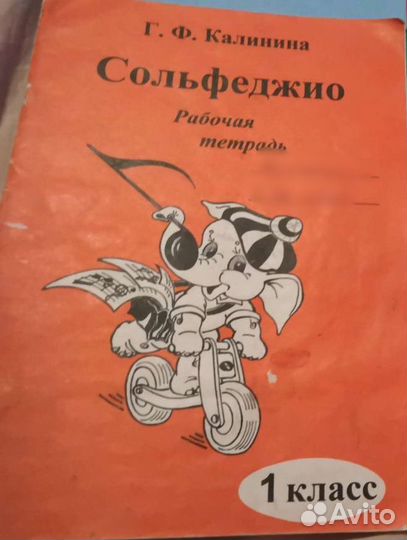 Г. Ф. Калинина
Сольфеджио
Рабочая
тетрадь
1 класс
Avito